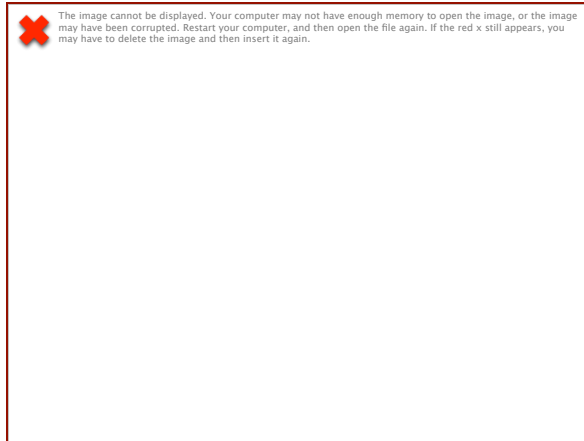 The image cannot be displayed. Your computer may not have enough memory to open the image, or the image
may have been corrupted. Restart your computer, and then open the file again. If the red x still appears, you
may have to delete the image and then insert it again.